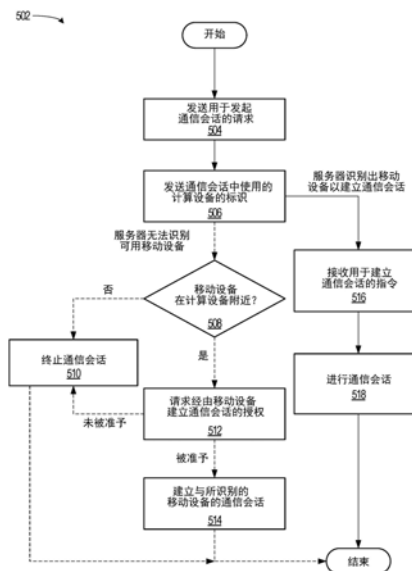 502
开始
发送用于发起
通信会话的请求
504
发送通信会话中使用的
计算设备的标识
506
服务器识别出移动
设备以建立通信会话
服务器无法识别
可用移动设备
移动设备
在计算设备附近?
508
否
是
接收用于建立
通信会话的指令
516
终止通信会话
510
请求经由移动设备
建立通信会话的授权
512
进行通信会话
518
未被准予
被准予
建立与所识别的
移动设备的通信会话
514
结束